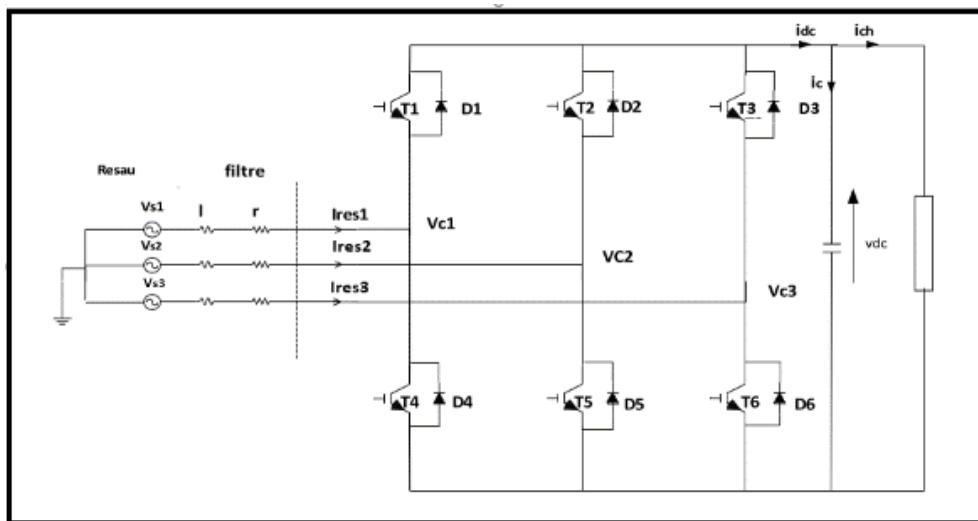 idc
ich
ic
T1
D1
T2
D2
T3
D3
Resau
filtre
Vs1
l
r
Ires1
Vc1
Vs2
Ires2
VC2
vdc
Vs3
Ires3
Vc3
T4
D4
T5
D5
T6
D6